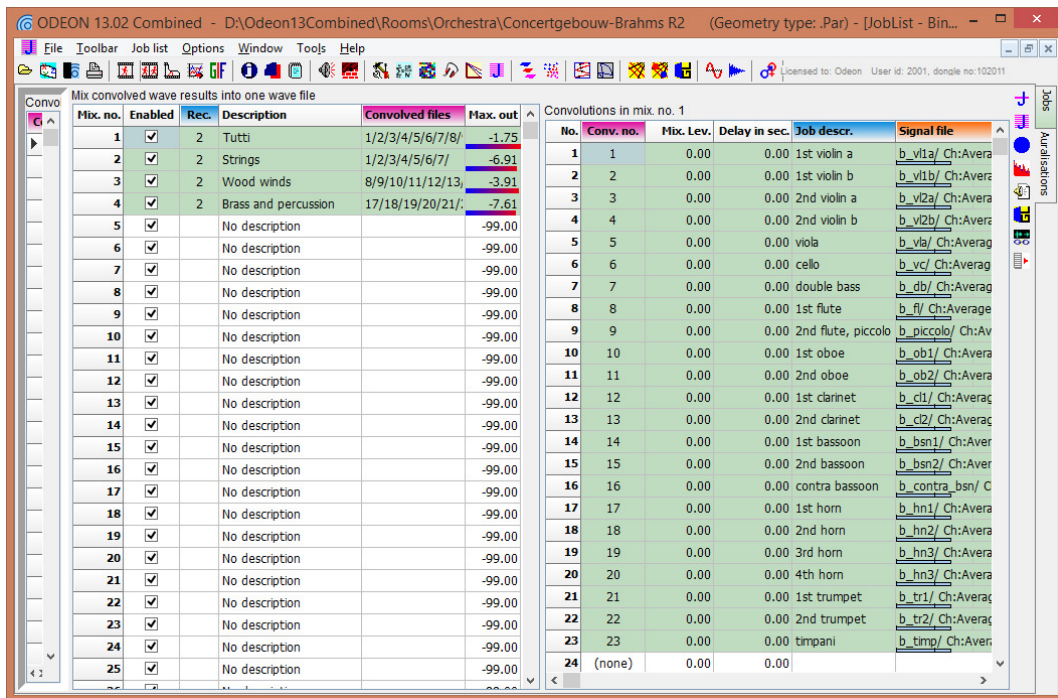 ODEON 13.02 Combined - D:\Odeon13Combined\Rooms\Orchestra\Concertgebouw-Brahms R2 (Geometry type: .Par) - [JobList - Bin...
File Toolbar Job list Options Window Tools Help
Licensed to: Odeon User id: 2001, dongle no:102011
Convol
Mix convolved wave results into one wave file
Mix. no. Enabled Rec. Description Convolved files Max. out
1 2 Tutti 1/2/3/4/5/6/7/8/ -1.75
2 2 Strings 1/2/3/4/5/6/7/ -6.91
3 2 Wood winds 8/9/10/11/12/13, -3.91
4 2 Brass and percussion 17/18/19/20/21/: -7.61
5 No description -99.00
6 No description -99.00
7 No description -99.00
8 No description -99.00
9 No description -99.00
10 No description -99.00
11 No description -99.00
12 No description -99.00
13 No description -99.00
14 No description -99.00
15 No description -99.00
16 No description -99.00
17 No description -99.00
18 No description -99.00
19 No description -99.00
20 No description -99.00
21 No description -99.00
22 No description -99.00
23 No description -99.00
24 No description -99.00
25 No description -99.00
Convolutions in mix. no. 1
No. Conv. no. Mix. Lev. Delay in sec. Job descr. Signal file
1 1 0.00 0.00 1st violin a b_vl1a/ Ch:Avera
2 2 0.00 0.00 1st violin b b_vl1b/ Ch:Avera
3 3 0.00 0.00 2nd violin a b_vl2a/ Ch:Avera
4 4 0.00 0.00 2nd violin b b_vl2b/ Ch:Avera
5 5 0.00 0.00 viola b_vla/ Ch:Averag
6 6 0.00 0.00 cello b_vc/ Ch:Averag
7 7 0.00 0.00 double bass b_db/ Ch:Averag
8 8 0.00 0.00 1st flute b_fl/ Ch:Average
9 9 0.00 0.00 2nd flute, piccolo b_piccolo/ Ch:Av
10 10 0.00 0.00 1st oboe b_ob1/ Ch:Avera
11 11 0.00 0.00 2nd oboe b_ob2/ Ch:Avera
12 12 0.00 0.00 1st clarinet b_cl1/ Ch:Averag
13 13 0.00 0.00 2nd clarinet b_cl2/ Ch:Averag
14 14 0.00 0.00 1st bassoon b_bsn1/ Ch:Aver
15 15 0.00 0.00 2nd bassoon b_bsn2/ Ch:Aver
16 16 0.00 0.00 contra bassoon b_contra_bsn/ C
17 17 0.00 0.00 1st horn b_hn1/ Ch:Avera
18 18 0.00 0.00 2nd horn b_hn2/ Ch:Avera
19 19 0.00 0.00 3rd horn b_hn3/ Ch:Avera
20 20 0.00 0.00 4th horn b_hn3/ Ch:Avera
21 21 0.00 0.00 1st trumpet b_tr1/ Ch:Averag
22 22 0.00 0.00 2nd trumpet b_tr2/ Ch:Averag
23 23 0.00 0.00 timpani b_timp/ Ch:Avera
24 (none) 0.00 0.00
Jobs
Auralisations